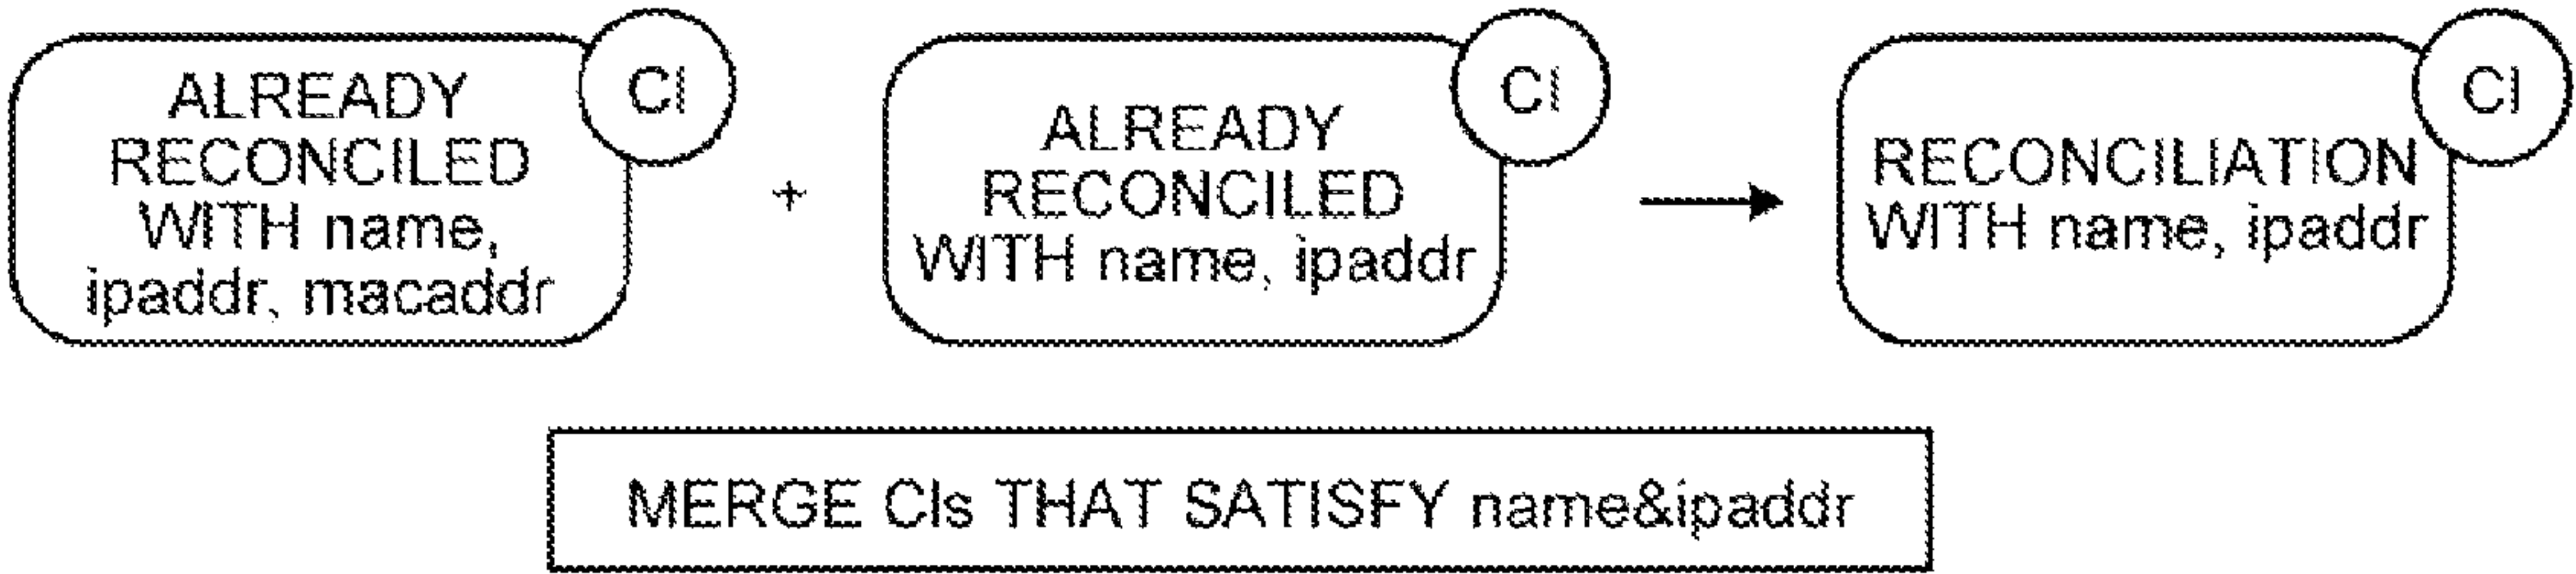 ALREADY
RECONCILED
WITH name,
ipaddr, macaddr
CI
+
ALREADY
RECONCILED
WITH name, ipaddr
CI
RECONCILIATION
WITH name, ipaddr
CI
MERGE CIs THAT SATISFY name&ipaddr